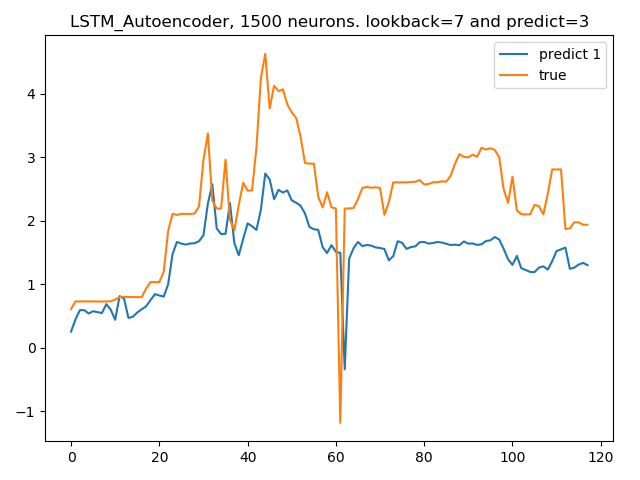 LSTM_Autoencoder, 1500 neurons. lookback=7 and predict=3
predict 1
true
4
3
2
1
0
−1
0 20 40 60 80 100 120